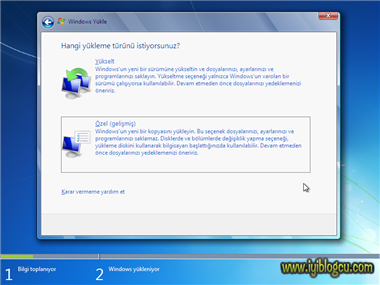 Windows Yükle
Hangi yükleme türünü istiyorsunuz?
Yükselt
Windows'un yeni bir sürümüne yükseltin ve dosyalarınızı, ayarlarınızı ve
programlarınızı saklayın. Yükseltme seçeneği yalnızca Windows'un varolan bir
sürümü çalışıyorsa kullanılabilir. Devam etmeden önce dosyalarınızı yedeklemenizi
öneririz.
Özel (gelişmiş)
Windows'un yeni bir kopyasını yükleyin. Bu seçenek dosyalarınızı, ayarlarınızı ve
programlarınızı saklamaz. Disklerde ve bölümlerde değişiklik yapma seçeneği,
yükleme diskini kullanarak bilgisayarı başlattığınızda kullanılabilir. Devam etmeden
önce dosyalarınızı yedeklemenizi öneririz.
Karar vermeme yardım et
1 Bilgi toplanıyor
2 Windows yükleniyor
www.iyiblogcu.com